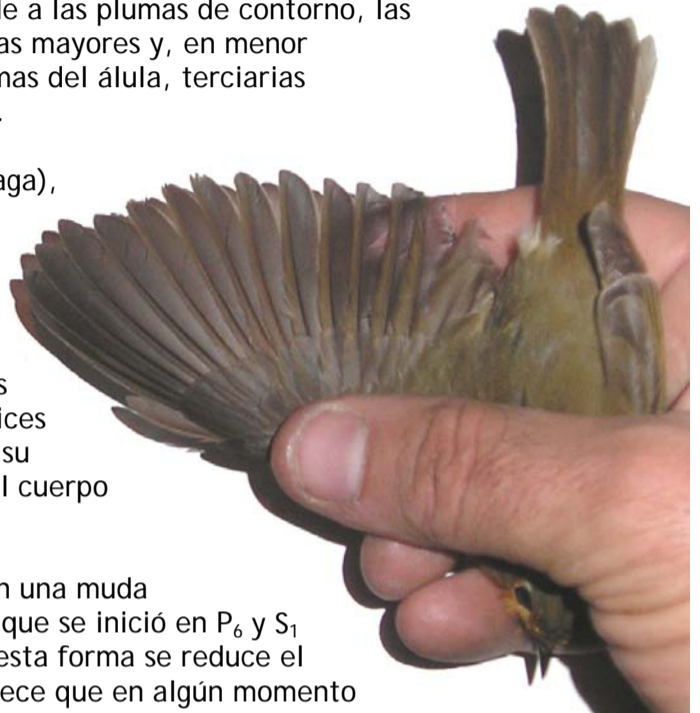 le a las plumas de contorno, las
as mayores y, en menor
mas del álula, terciarias
.
aga),
s
ices
su
l cuerpo
n una muda
que se inició en P₆ y S₁
esta forma se reduce el
ece que en algún momento